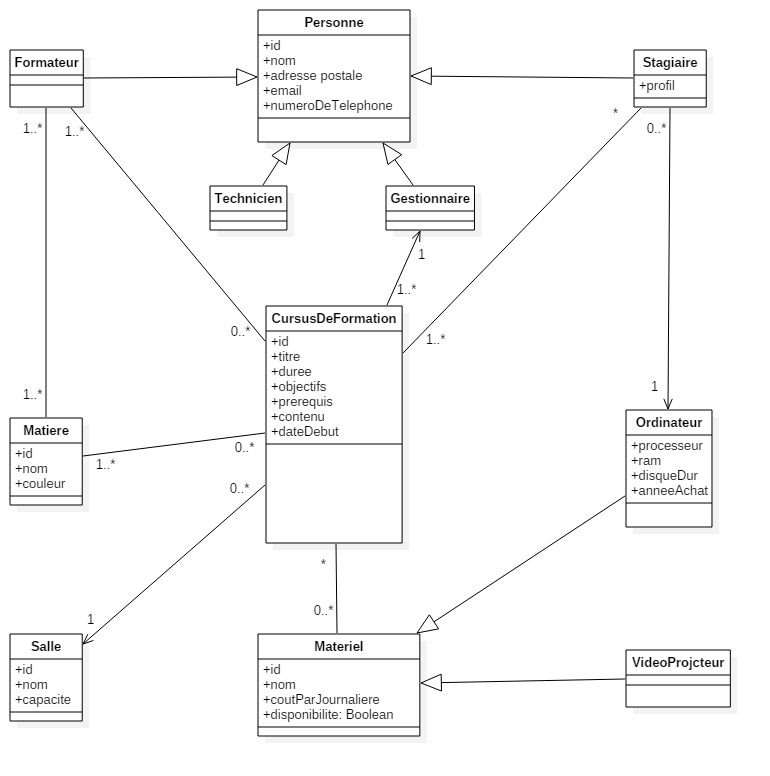 Personne
+id
+nom
+adresse postale
+email
+numeroDeTelephone
Formateur
Stagiaire
+profil
1..*
1..*
*
0..*
Technicien
Gestionnaire
1
1..*
CursusDeFormation
+id
+titre
+duree
+objectifs
+prerequis
+contenu
+dateDebut
0..*
1..*
1..*
1
Matiere
+id
+nom
+couleur
1..*
0..*
0..*
Ordinateur
+processeur
+ram
+disqueDur
+anneeAchat
*
0..*
1
Salle
+id
+nom
+capacite
Materiel
+id
+nom
+coutParJournaliere
+disponibilite: Boolean
VideoProjcteur